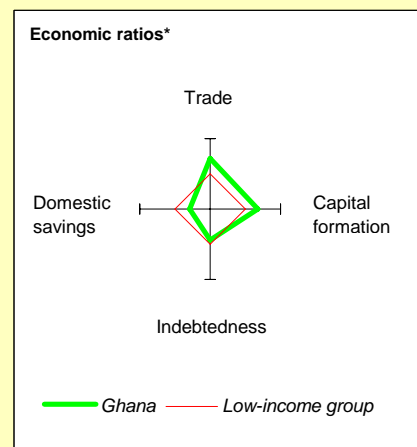 Economic ratios*
Trade
Domestic
savings
Capital
formation
Indebtedness
Ghana
Low-income group